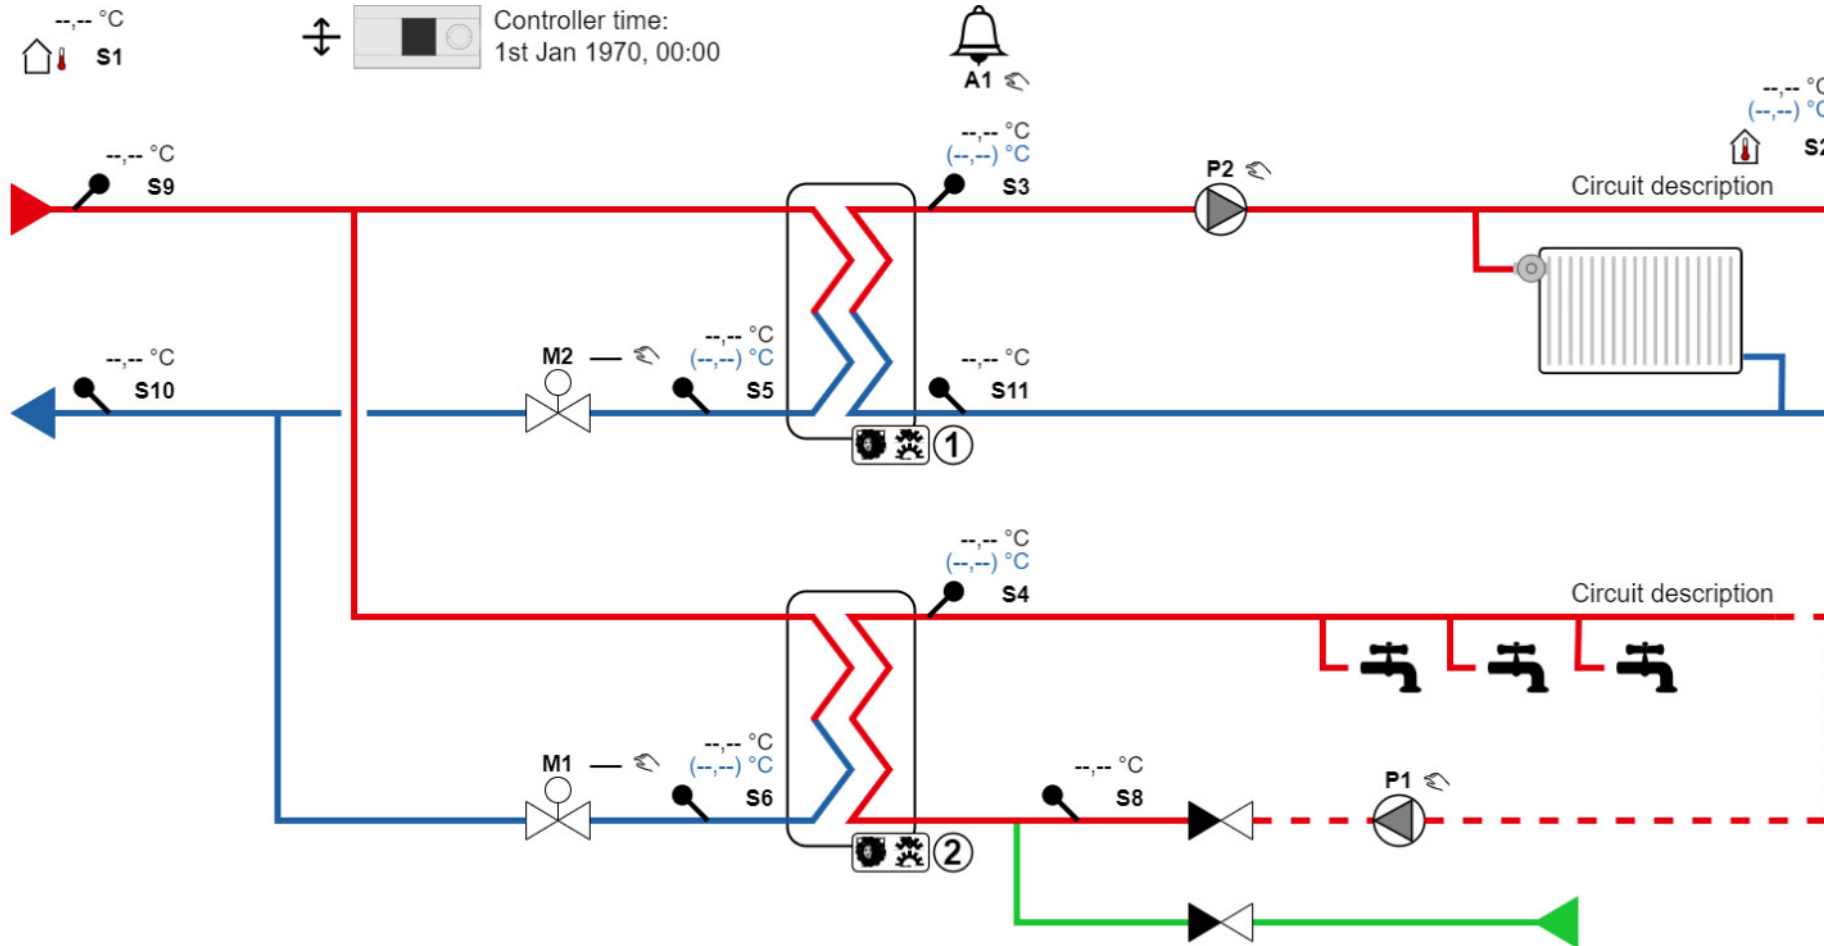 --,-- °C
S1
Controller time:
1st Jan 1970, 00:00
A1
--,-- °C
(--,--) °C
S2
--,-- °C
S9
--,-- °C
(--,--) °C
S3
P2
Circuit description
--,-- °C
S10
M2
--,-- °C
(--,--) °C
S5
--,-- °C
S11
1
--,-- °C
(--,--) °C
S4
Circuit description
M1
--,-- °C
(--,--) °C
S6
--,-- °C
S8
P1
2